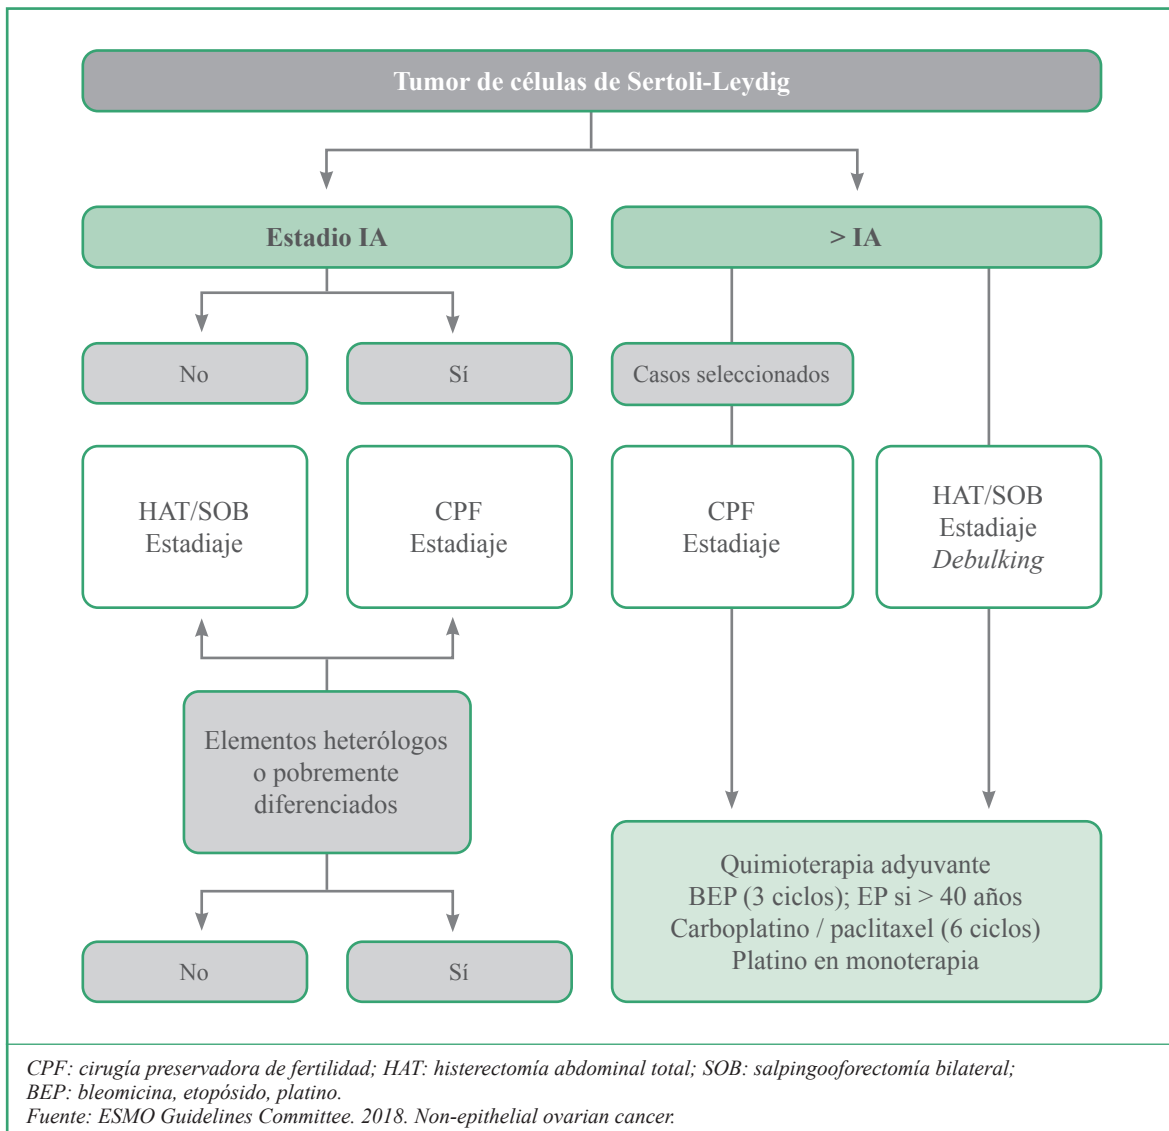 Tumor de células de Sertoli-Leydig
Estadio IA
> IA
No
Sí
Casos seleccionados
HAT/SOB
Estadiaje
CPF
Estadiaje
CPF
Estadiaje
HAT/SOB
Estadiaje
Debulking
Elementos heterólogos
o pobremente
diferenciados
No
Sí
Quimioterapia adyuvante
BEP (3 ciclos); EP si > 40 años
Carboplatino / paclitaxel (6 ciclos)
Platino en monoterapia
CPF: cirugía preservadora de fertilidad; HAT: histerectomía abdominal total; SOB: salpingooforectomía bilateral;
BEP: bleomicina, etopósido, platino.
Fuente: ESMO Guidelines Committee. 2018. Non-epithelial ovarian cancer.